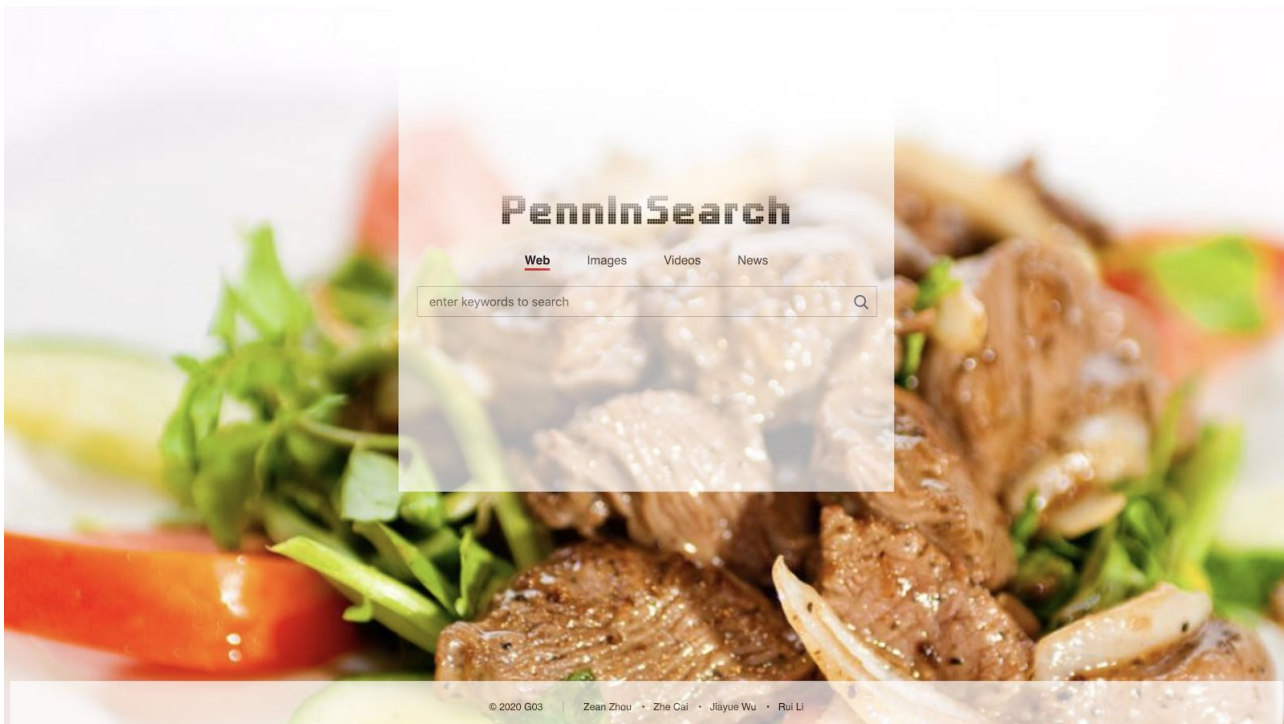 PennInSearch
Web Images Videos News
enter keywords to search
© 2020 G03 | Zean Zhou • Zhe Cai • Jiayue Wu • Rui Li